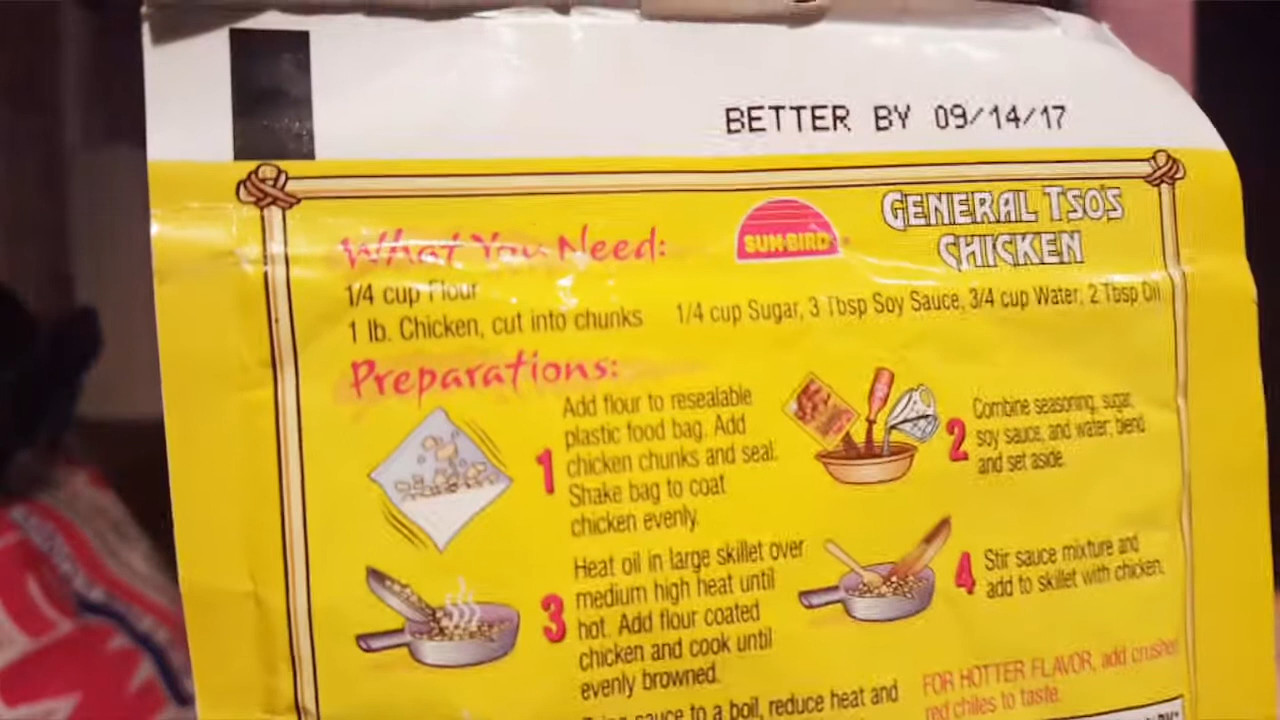 BETTER BY 09/14/17
SUN-BIRD
GENERAL TSO'S
CHICKEN
What You Need:
1/4 cup Flour
1 lb. Chicken, cut into chunks
1/4 cup Sugar, 3 Tbsp Soy Sauce, 3/4 cup Water, 2 Tbsp Oil
Preparations:
1
Add flour to resealable
plastic food bag. Add
chicken chunks and seal.
Shake bag to coat
chicken evenly.
2
Combine seasoning, sugar,
soy sauce, and water; blend
and set aside.
3
Heat oil in large skillet over
medium high heat until
hot. Add flour coated
chicken and cook until
evenly browned.
4
Stir sauce mixture and
add to skillet with chicken.
sauce to a boil, reduce heat and
FOR HOTTER FLAVOR, add crushed
red chiles to taste.